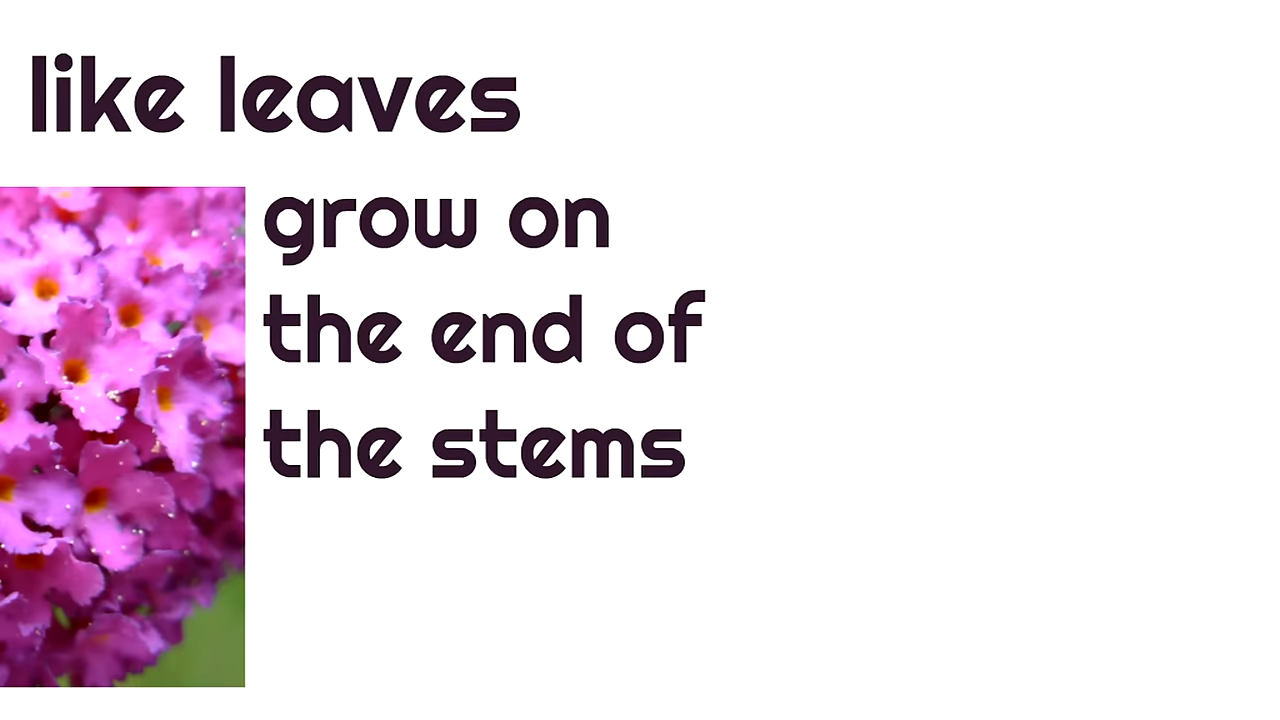 like leaves
grow on
the end of
the stems